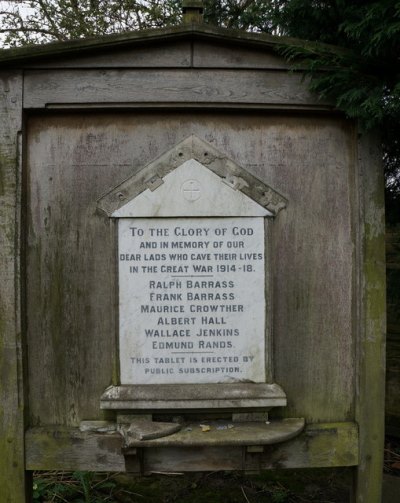 TO THE GLORY OF GOD
AND IN MEMORY OF OUR
DEAR LADS WHO GAVE THEIR LIVES
IN THE GREAT WAR 1914-18.
RALPH BARRASS
FRANK BARRASS
MAURICE CROWTHER
ALBERT HALL
WALLACE JENKINS
EDMUND RANDS.
THIS TABLET IS ERECTED BY
PUBLIC SUBSCRIPTION.